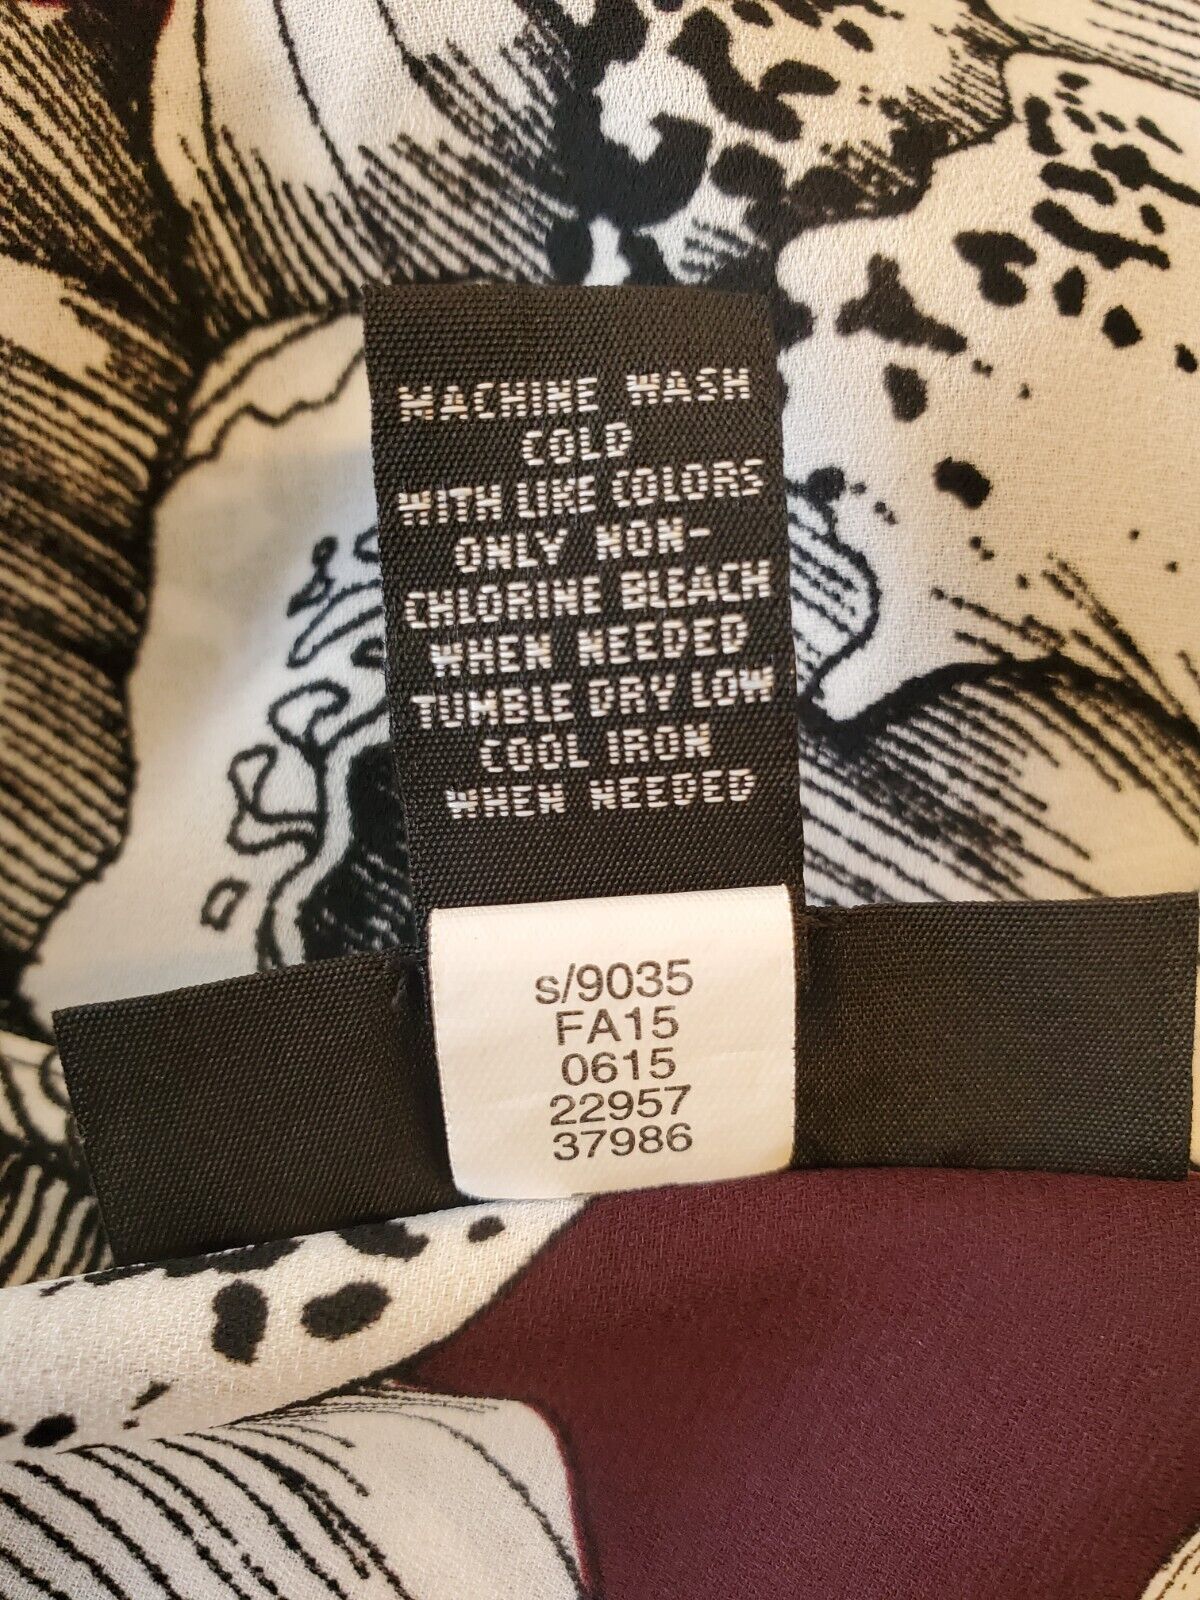 MACHINE WASH
COLD
WITH LIKE COLORS
ONLY NON-
CHLORINE BLEACH
WHEN NEEDED
TUMBLE DRY LOW
COOL IRON
WHEN NEEDED
s/9035
FA15
0615
22957
37986